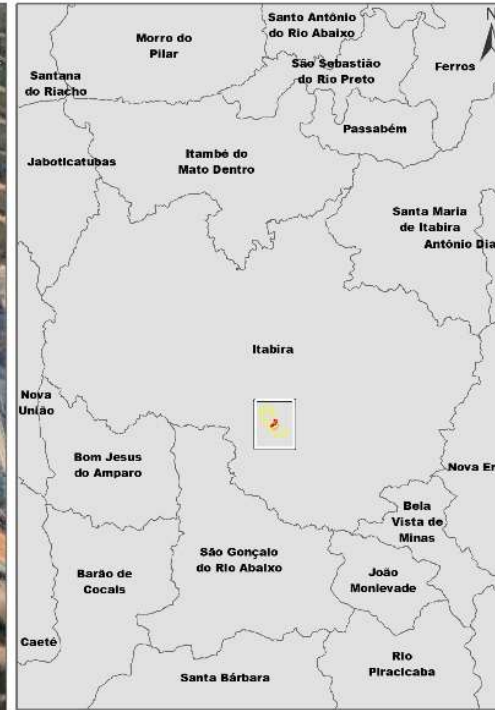 N
Santo Antônio
do Rio Abaixo
Morro do
Pilar
São Sebastião
do Rio Preto
Ferros
Santana
do Riacho
Passabém
Jaboticatubas
Itambé do
Mato Dentro
Santa Maria
de Itabira
Antônio Dia
Itabira
Nova
União
Bom Jesus
do Amparo
Nova Er
Bela
Vista de
Minas
São Gonçalo
do Rio Abaixo
João
Monlevade
Barão de
Cocais
Caeté
Rio
Piracicaba
Santa Bárbara